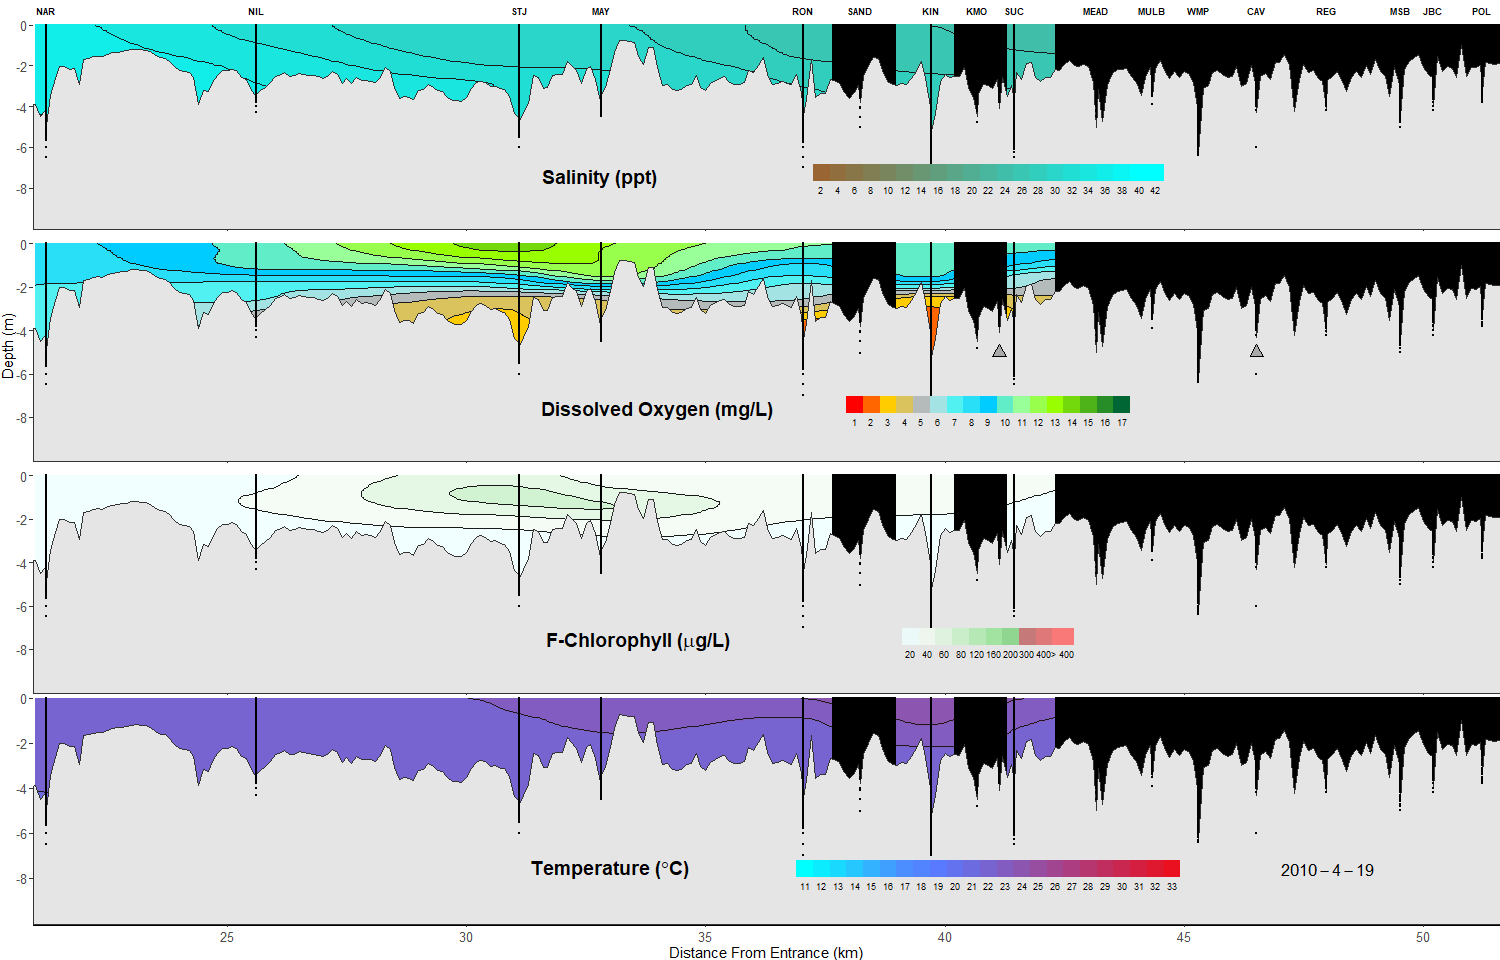 NAR NIL STJ MAY RON SAND KIN KMO SUC MEAD MULB WMP CAV REG MSB JBC POL
0
-2
-4
-6
-8
Salinity (ppt)
2 4 6 8 10 12 14 16 18 20 22 24 26 28 30 32 34 36 38 40 42
0
-2
-4
-6
-8
Depth (m)
Dissolved Oxygen (mg/L)
1 2 3 4 5 6 7 8 9 10 11 12 13 14 15 16 17
0
-2
-4
-6
-8
F-Chlorophyll (μg/L)
20 40 60 80 120 160 200 300 400 > 400
0
-2
-4
-6
-8
Temperature (°C)
11 12 13 14 15 16 17 18 19 20 21 22 23 24 25 26 27 28 29 30 31 32 33
2010 – 4 – 19
25 30 35 40 45 50
Distance From Entrance (km)